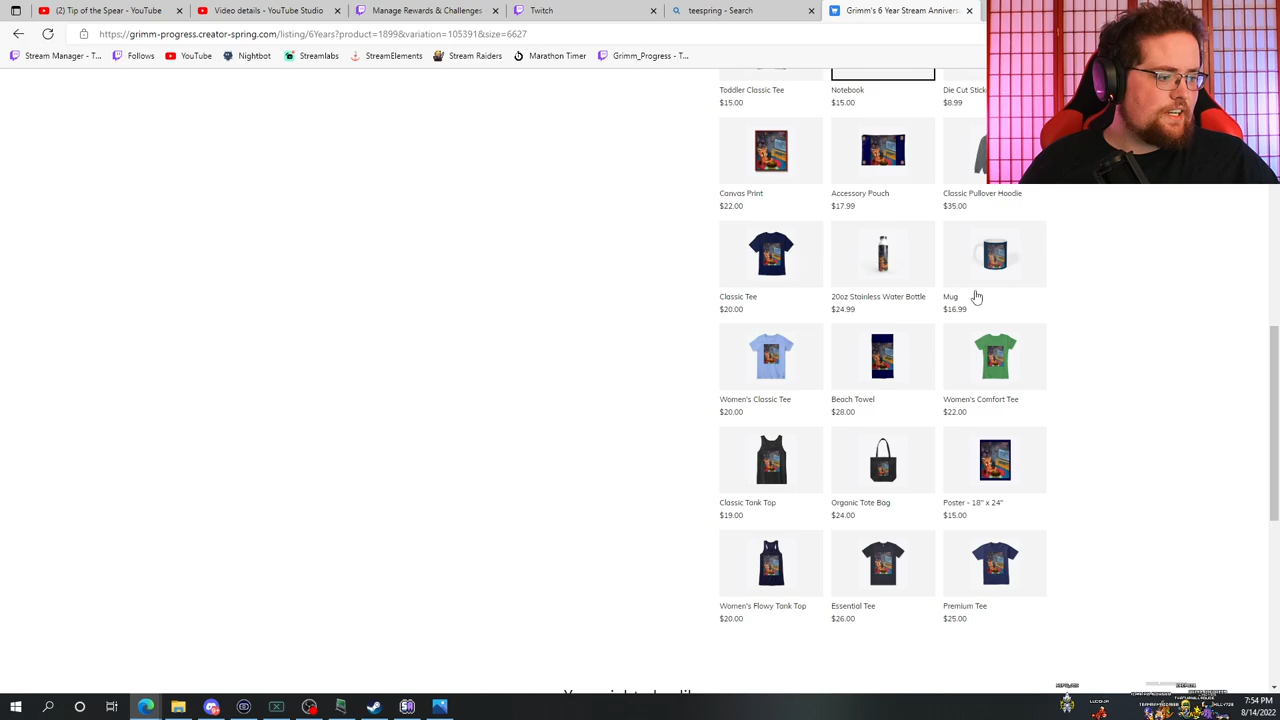 (2) Tip of the Spear - YouTube
Video details - YouTube Studio
Manage Rewards & Challenges
Twitch
teespring - Search
Grimm's 6 Year Stream Annivers
https://grimm-progress.creator-spring.com/listing/6Years?product=1899&variation=105391&size=6627
Stream Manager - T...
Follows
YouTube
Nightbot
Streamlabs
StreamElements
Stream Raiders
Marathon Timer
Grimm_Progress - T...
Toddler Classic Tee
$15.00
Notebook
$15.00
Die Cut Stick
$8.99
Canvas Print
$22.00
Accessory Pouch
$17.99
Classic Pullover Hoodie
$35.00
Classic Tee
$20.00
20oz Stainless Water Bottle
$24.99
Mug
$16.99
Women's Classic Tee
$20.00
Beach Towel
$28.00
Women's Comfort Tee
$22.00
Classic Tank Top
$19.00
Organic Tote Bag
$24.00
Poster - 18" x 24"
$15.00
Women's Flowy Tank Top
$20.00
Essential Tee
$26.00
Premium Tee
$25.00
7:54 PM
8/14/2022